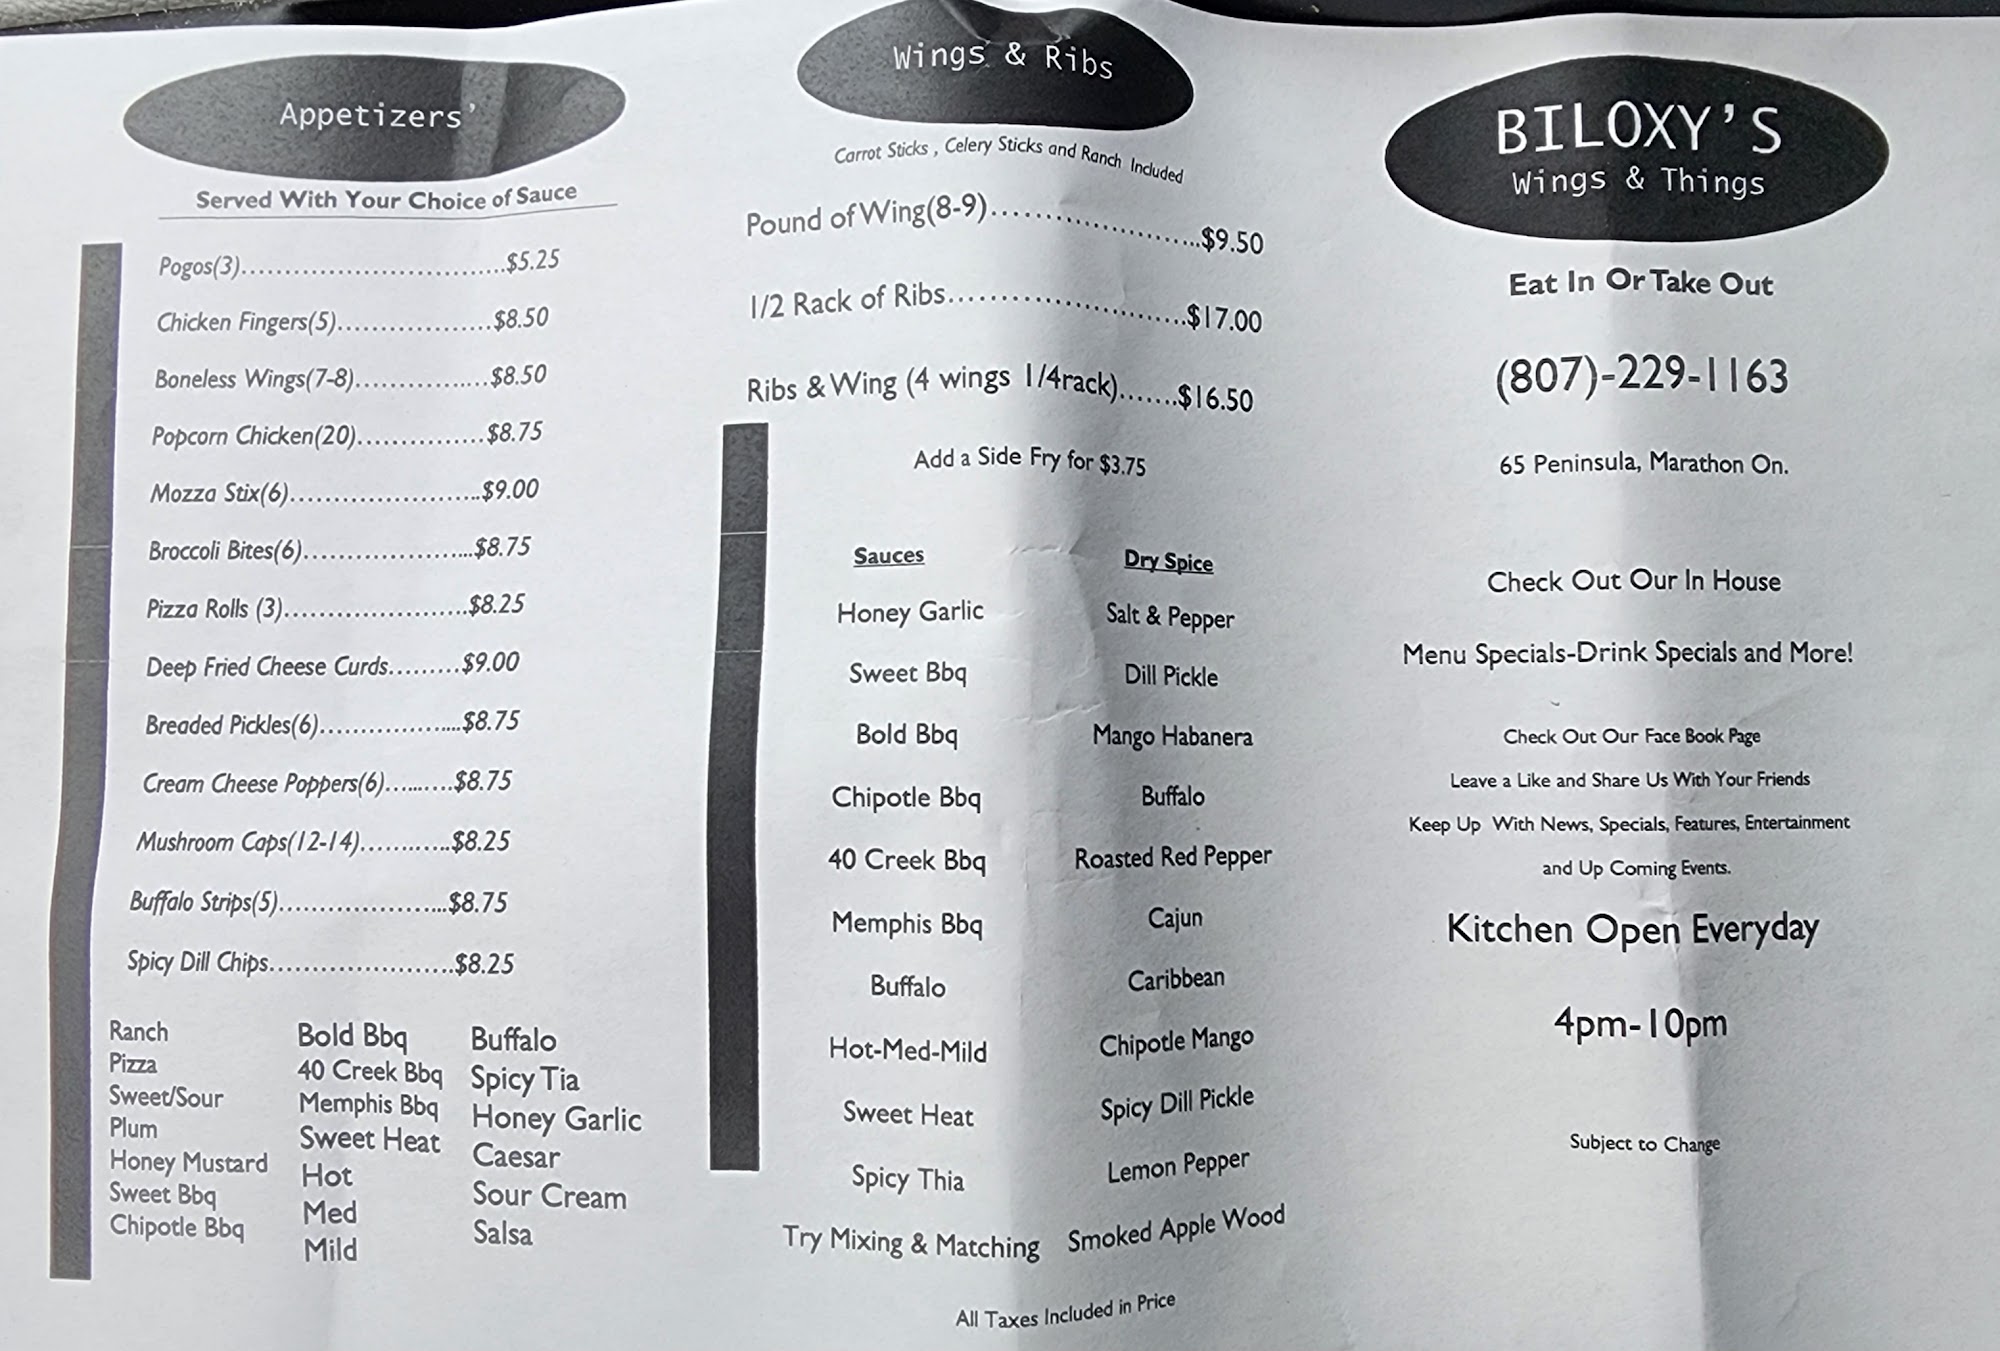 Appetizers'
Served With Your Choice of Sauce
Pogos(3)..............................$5.25
Chicken Fingers(5)..................$8.50
Boneless Wings(7-8)................$8.50
Popcorn Chicken(20)...............$8.75
Mozza Stix(6)......................$9.00
Broccoli Bites(6)....................$8.75
Pizza Rolls (3).....................$8.25
Deep Fried Cheese Curds.........$9.00
Breaded Pickles(6).................$8.75
Cream Cheese Poppers(6).........$8.75
Mushroom Caps(12-14)...........$8.25
Buffalo Strips(5)....................$8.75
Spicy Dill Chips.....................$8.25
Ranch
Pizza
Sweet/Sour
Plum
Honey Mustard
Sweet Bbq
Chipotle Bbq
Bold Bbq
40 Creek Bbq
Memphis Bbq
Sweet Heat
Hot
Med
Mild
Buffalo
Spicy Tia
Honey Garlic
Caesar
Sour Cream
Salsa
Wings & Ribs
Carrot Sticks , Celery Sticks and Ranch Included
Pound of Wing(8-9)........................$9.50
1/2 Rack of Ribs...........................$17.00
Ribs & Wing (4 wings 1/4rack).......$16.50
Add a Side Fry for $3.75
Sauces
Honey Garlic
Sweet Bbq
Bold Bbq
Chipotle Bbq
40 Creek Bbq
Memphis Bbq
Buffalo
Hot-Med-Mild
Sweet Heat
Spicy Thia
Try Mixing & Matching
Dry Spice
Salt & Pepper
Dill Pickle
Mango Habanera
Buffalo
Roasted Red Pepper
Cajun
Caribbean
Chipotle Mango
Spicy Dill Pickle
Lemon Pepper
Smoked Apple Wood
All Taxes Included in Price
BILOXY'S
Wings & Things
Eat In Or Take Out
(807)-229-1163
65 Peninsula, Marathon On.
Check Out Our In House
Menu Specials-Drink Specials and More!
Check Out Our Face Book Page
Leave a Like and Share Us With Your Friends
Keep Up With News, Specials, Features, Entertainment
and Up Coming Events.
Kitchen Open Everyday
4pm-10pm
Subject to Change